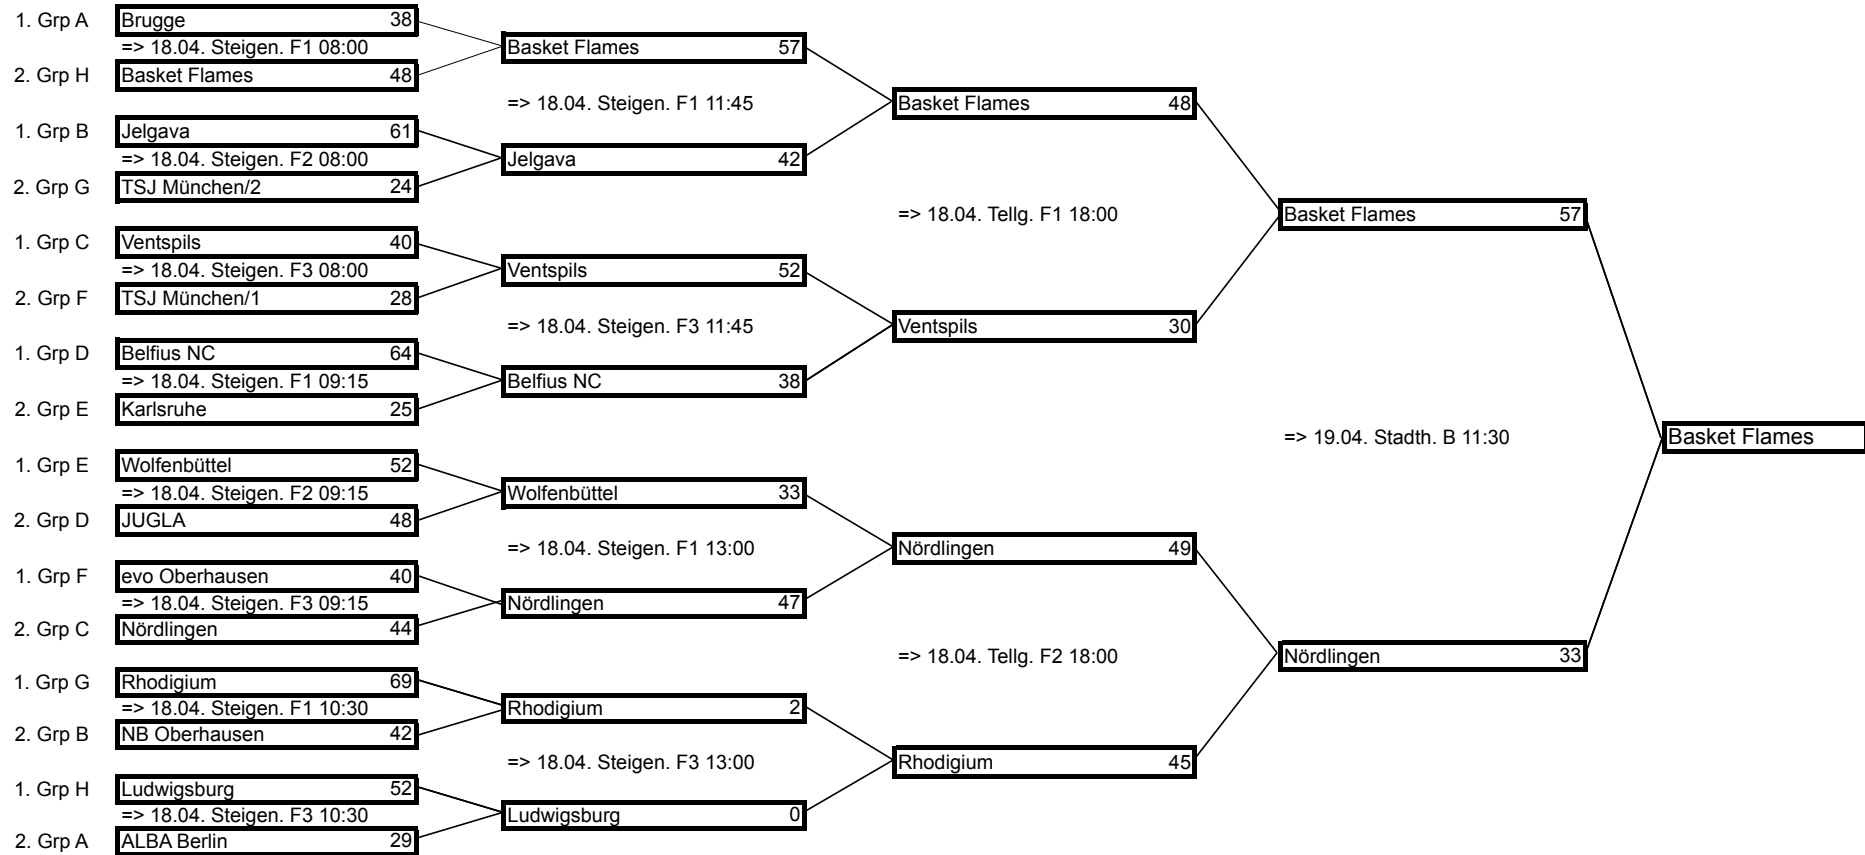 1. Grp A Brugge 38
=> 18.04. Steigen. F1 08:00
2. Grp H Basket Flames 48
1. Grp B Jelgava 61
=> 18.04. Steigen. F2 08:00
2. Grp G TSJ München/2 24
1. Grp C Ventspils 40
=> 18.04. Steigen. F3 08:00
2. Grp F TSJ München/1 28
1. Grp D Belfius NC 64
=> 18.04. Steigen. F1 09:15
2. Grp E Karlsruhe 25
1. Grp E Wolfenbüttel 52
=> 18.04. Steigen. F2 09:15
2. Grp D JUGLA 48
1. Grp F evo Oberhausen 40
=> 18.04. Steigen. F3 09:15
2. Grp C Nördlingen 44
1. Grp G Rhodigium 69
=> 18.04. Steigen. F1 10:30
2. Grp B NB Oberhausen 42
1. Grp H Ludwigsburg 52
=> 18.04. Steigen. F3 10:30
2. Grp A ALBA Berlin 29
Basket Flames 57
=> 18.04. Steigen. F1 11:45
Jelgava 42
Ventspils 52
=> 18.04. Steigen. F3 11:45
Belfius NC 38
Wolfenbüttel 33
=> 18.04. Steigen. F1 13:00
Nördlingen 47
Rhodigium 2
=> 18.04. Steigen. F3 13:00
Ludwigsburg 0
Basket Flames 48
=> 18.04. Tellg. F1 18:00
Ventspils 30
Nördlingen 49
=> 18.04. Tellg. F2 18:00
Rhodigium 45
Basket Flames 57
=> 19.04. Stadth. B 11:30
Nördlingen 33
Basket Flames